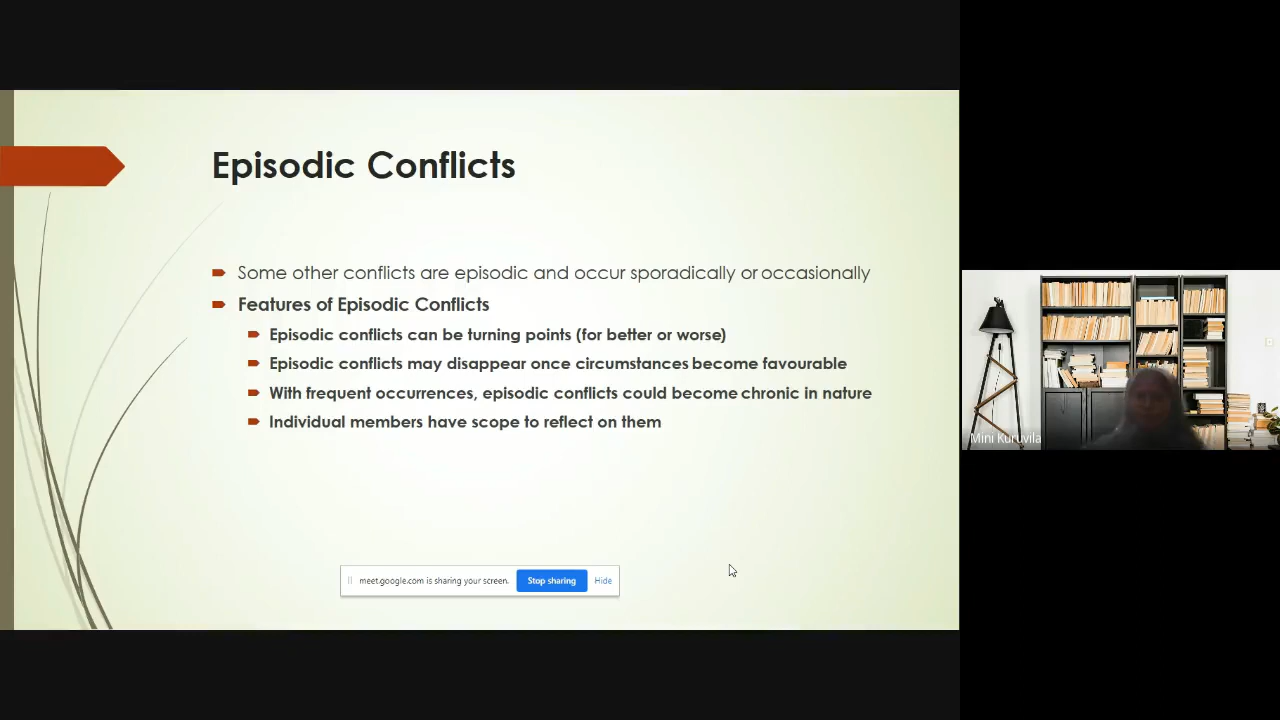 Episodic Conflicts
Some other conflicts are episodic and occur sporadically or occasionally
Features of Episodic Conflicts
Episodic conflicts can be turning points (for better or worse)
Episodic conflicts may disappear once circumstances become favourable
With frequent occurrences, episodic conflicts could become chronic in nature
Individual members have scope to reflect on them
meet.google.com is sharing your screen. Stop sharing Hide
Mini Kuruvila